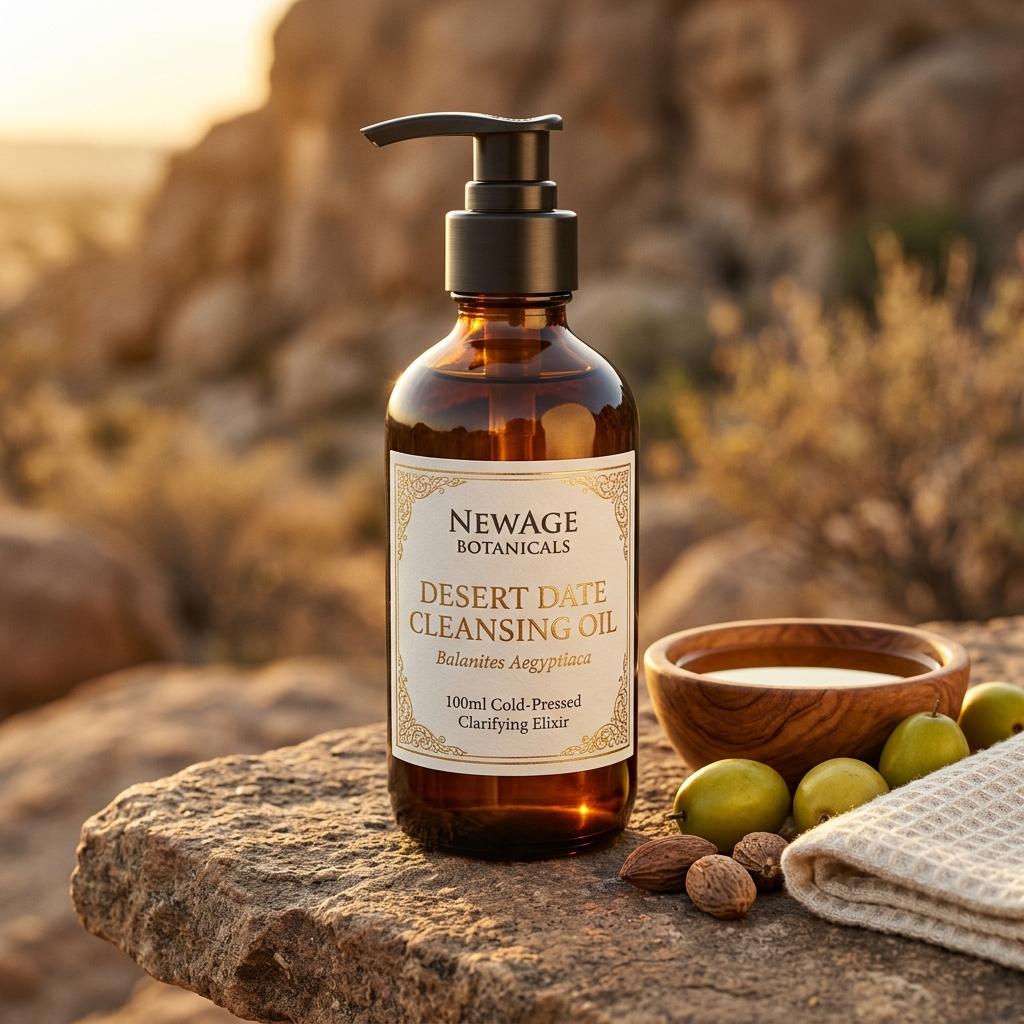 NEWAGE
BOTANICALS
DESERT DATE
CLEANSING OIL
Balanites Aegyptiaca
100ml Cold-Pressed
Clarifying Elixir